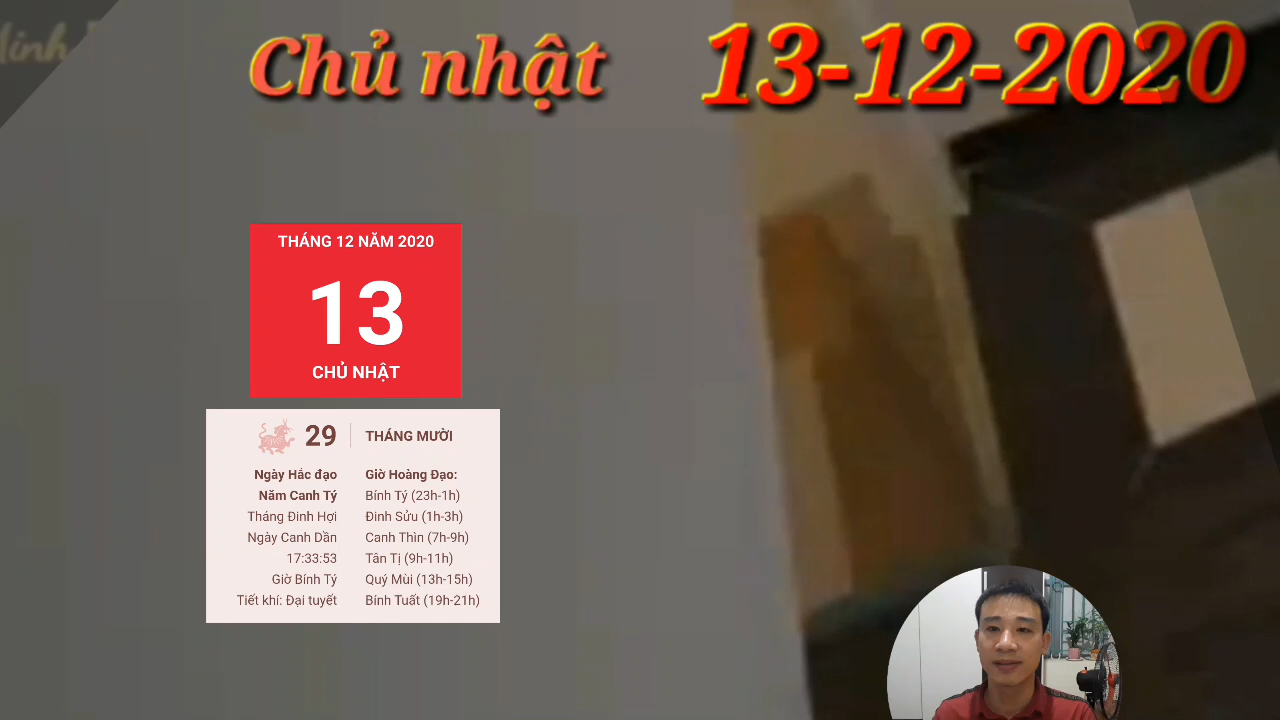 Chủ nhật 13-12-2020
THÁNG 12 NĂM 2020
13
CHỦ NHẬT
29 THÁNG MƯỜI
Ngày Hắc đạo
Năm Canh Tý
Tháng Đinh Hợi
Ngày Canh Dần
17:33:53
Giờ Bính Tý
Tiết khí: Đại tuyết
Giờ Hoàng Đạo:
Bính Tý (23h-1h)
Đinh Sửu (1h-3h)
Canh Thìn (7h-9h)
Tân Tị (9h-11h)
Quý Mùi (13h-15h)
Bính Tuất (19h-21h)